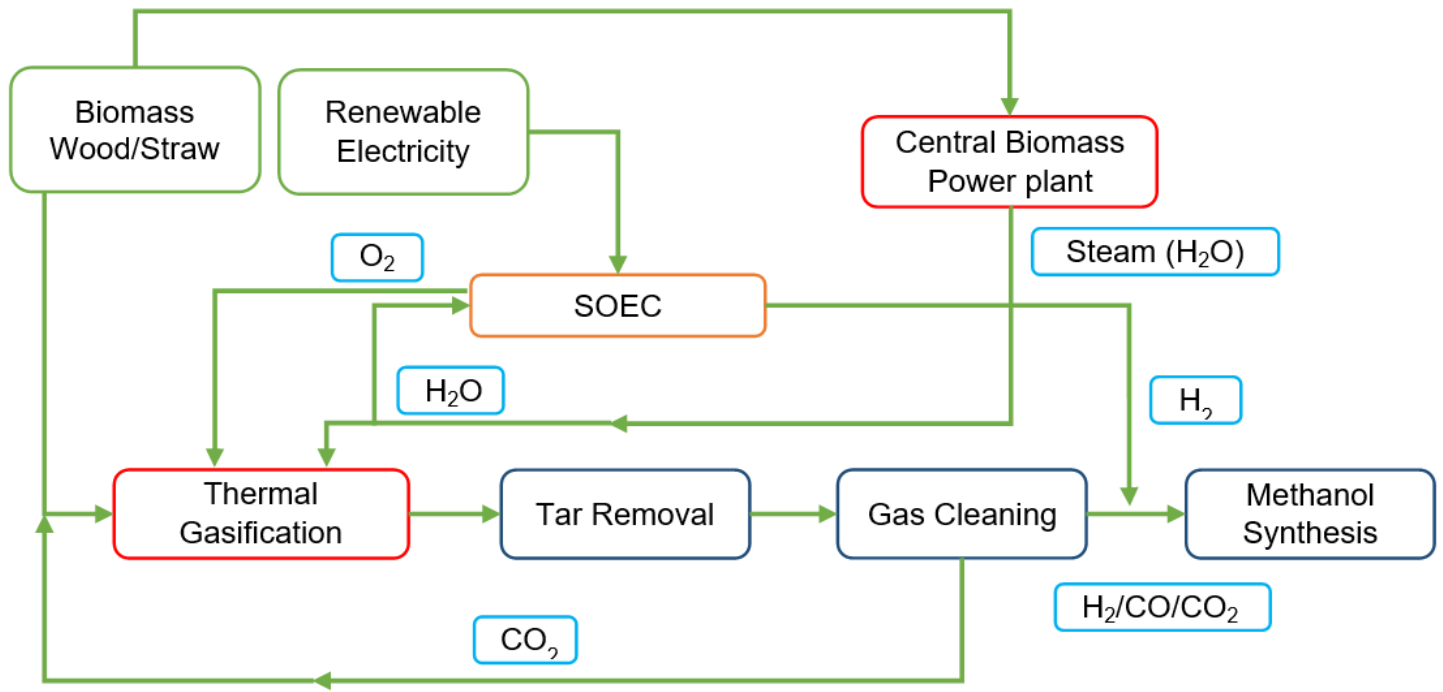 Biomass
Wood/Straw
Renewable
Electricity
Central Biomass
Power plant
O₂
Steam (H₂O)
SOEC
H₂O
H₂
Thermal
Gasification
Tar Removal
Gas Cleaning
Methanol
Synthesis
H₂/CO/CO₂
CO₂